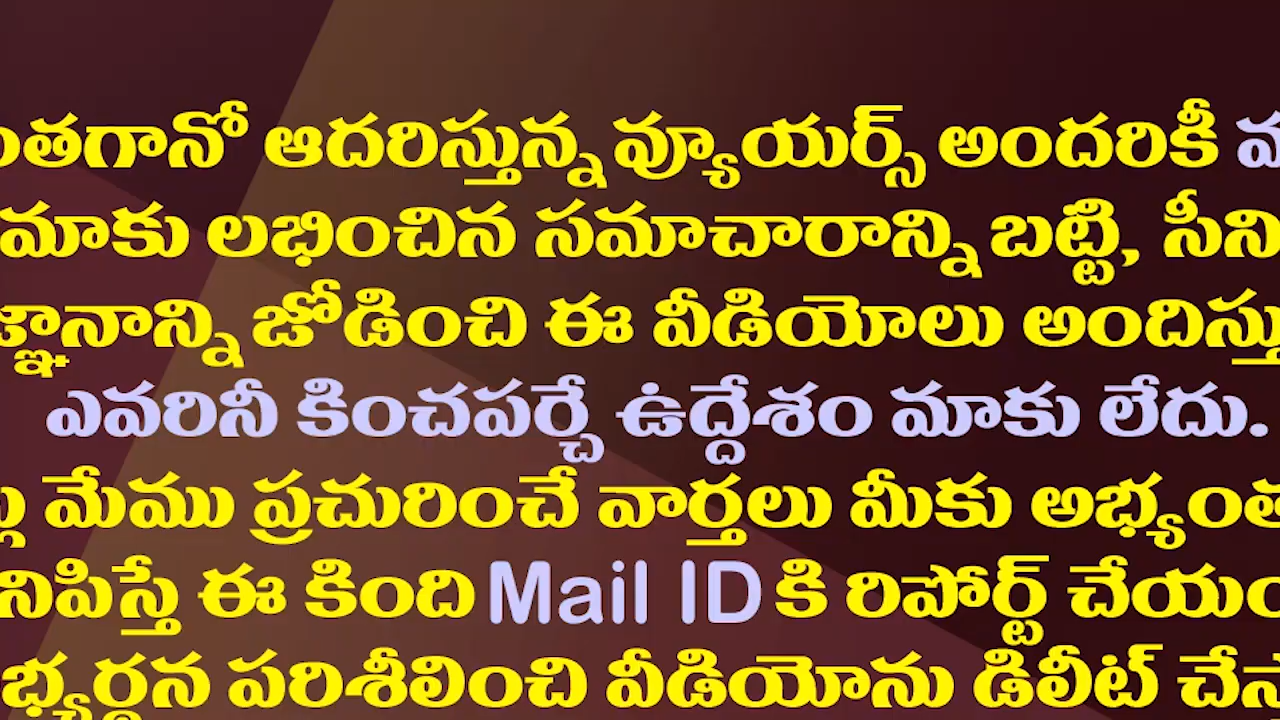 ంతగానో ఆదరిస్తున్న వ్యూయర్స్ అందరికీ
మాకు లభించిన సమాచారాన్ని బట్టి, సీని
జ్ఞానాన్ని జోడించి ఈ వీడియోలు అందిస్తు
ఎవరినీ కించపర్చే ఉద్దేశం మాకు లేదు.
మేము ప్రచురించే వార్తలు మీకు అభ్యంత
నిపిస్తే ఈ కింది Mail ID కి రిపోర్ట్ చేయం
భ్యర్థన పరిశీలించి వీడియోను డిలీట్ చేస